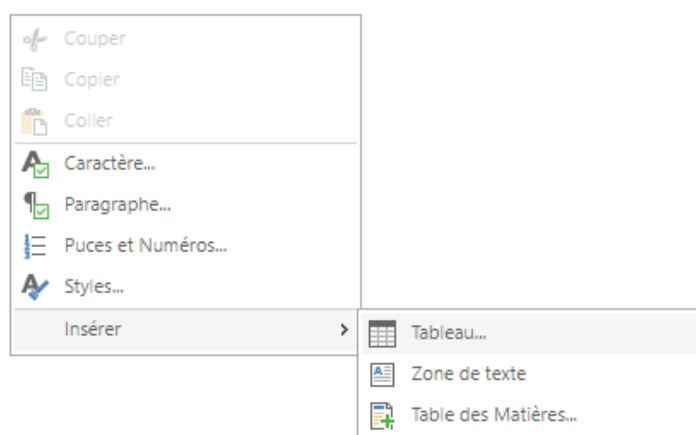 Couper
Copier
Coller
Caractère...
Paragraphe...
Puces et Numéros...
Styles...
Insérer
Tableau...
Zone de texte
Table des Matières...